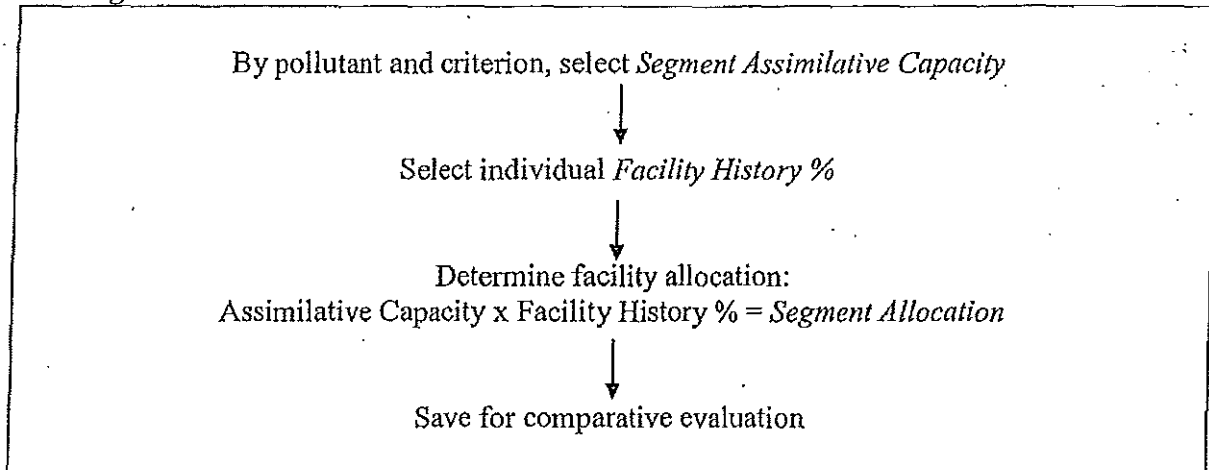 By pollutant and criterion, select Segment Assimilative Capacity
Select individual Facility History %
Determine facility allocation:
Assimilative Capacity x Facility History % = Segment Allocation
Save for comparative evaluation